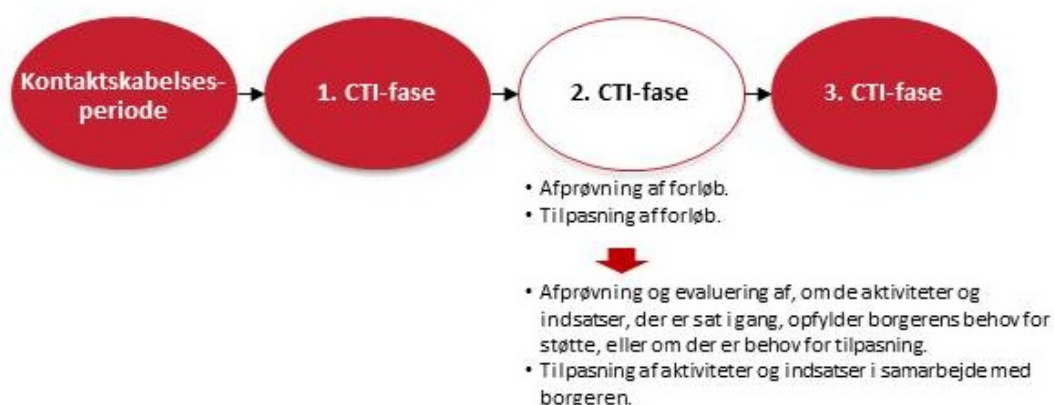 Kontaktskabelses-
periode
1. CTI-fase
2. CTI-fase
3. CTI-fase
• Afprøvning af forløb.
• Tilpasning af forløb.
• Afprøvning og evaluering af, om de aktiviteter og
indsatser, der er sat i gang, opfylder borgerens behov for
støtte, eller om der er behov for tilpasning.
• Tilpasning af aktiviteter og indsatser i samarbejde med
borgeren.